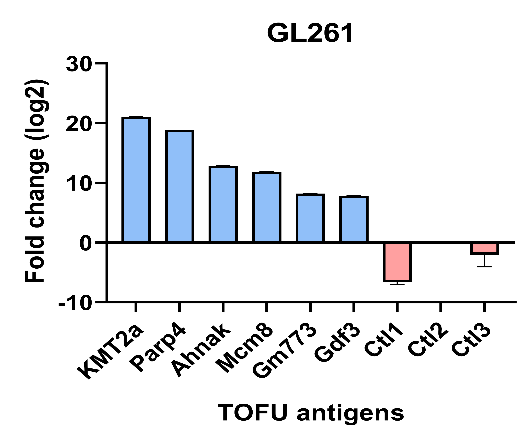 GL261
Fold change (log2)
30
20
10
0
-10
KMT2a
Parp4
Ahnak
Mcm8
Gm773
Gdf3
Ctl1
Ctl2
Ctl3
TOFU antigens